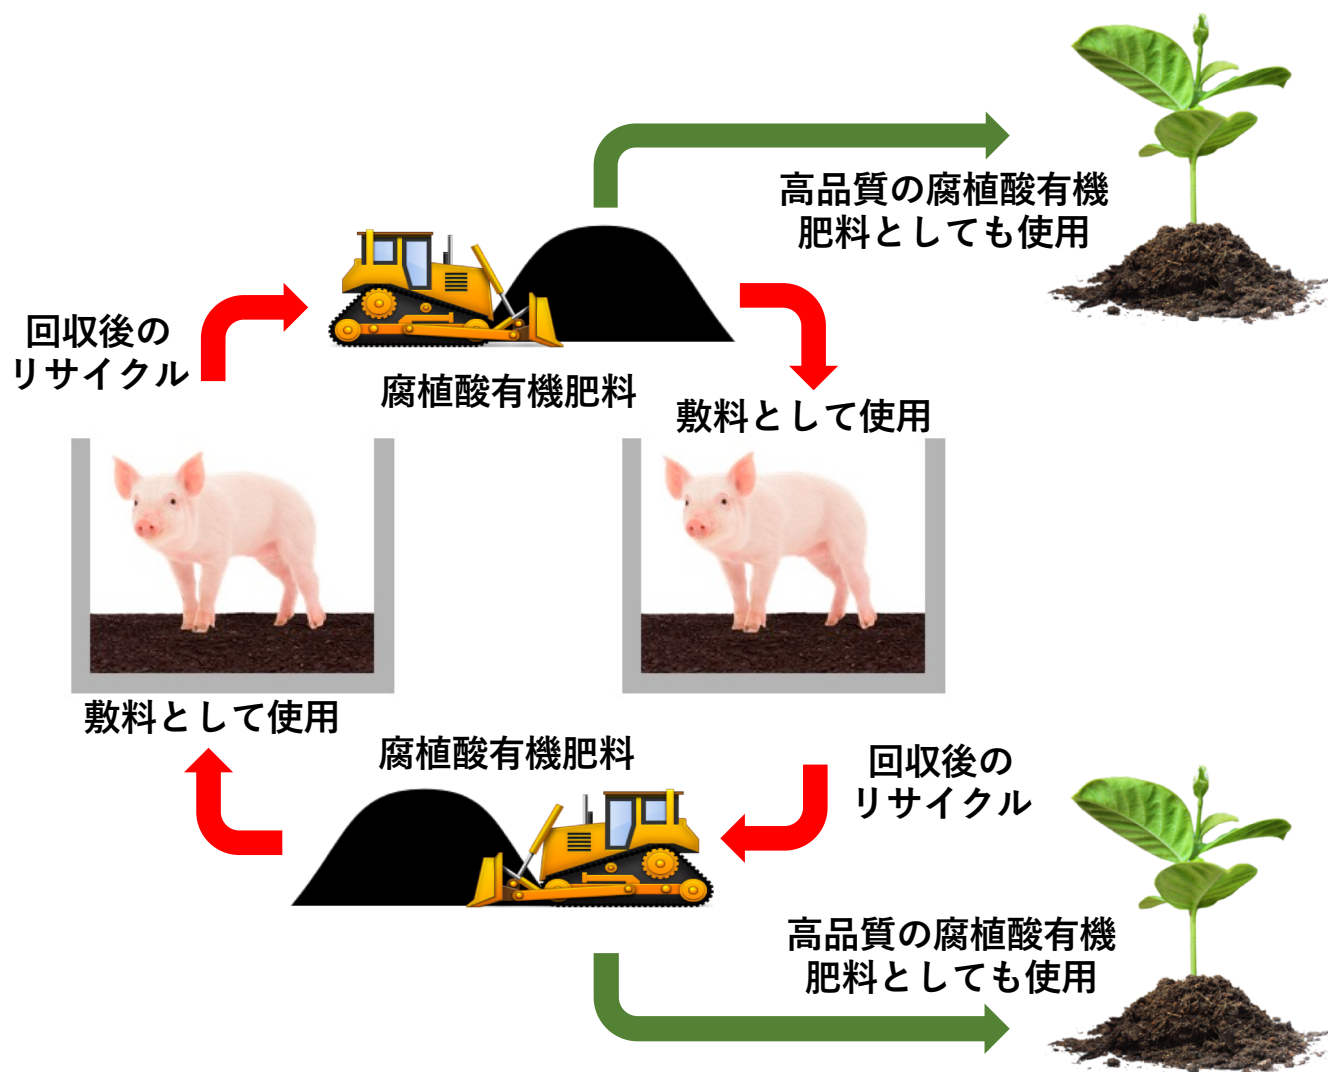 高品質の腐植酸有機
肥料としても使用
回収後の
リサイクル
腐植酸有機肥料
敷料として使用
敷料として使用
腐植酸有機肥料
回収後の
リサイクル
高品質の腐植酸有機
肥料としても使用